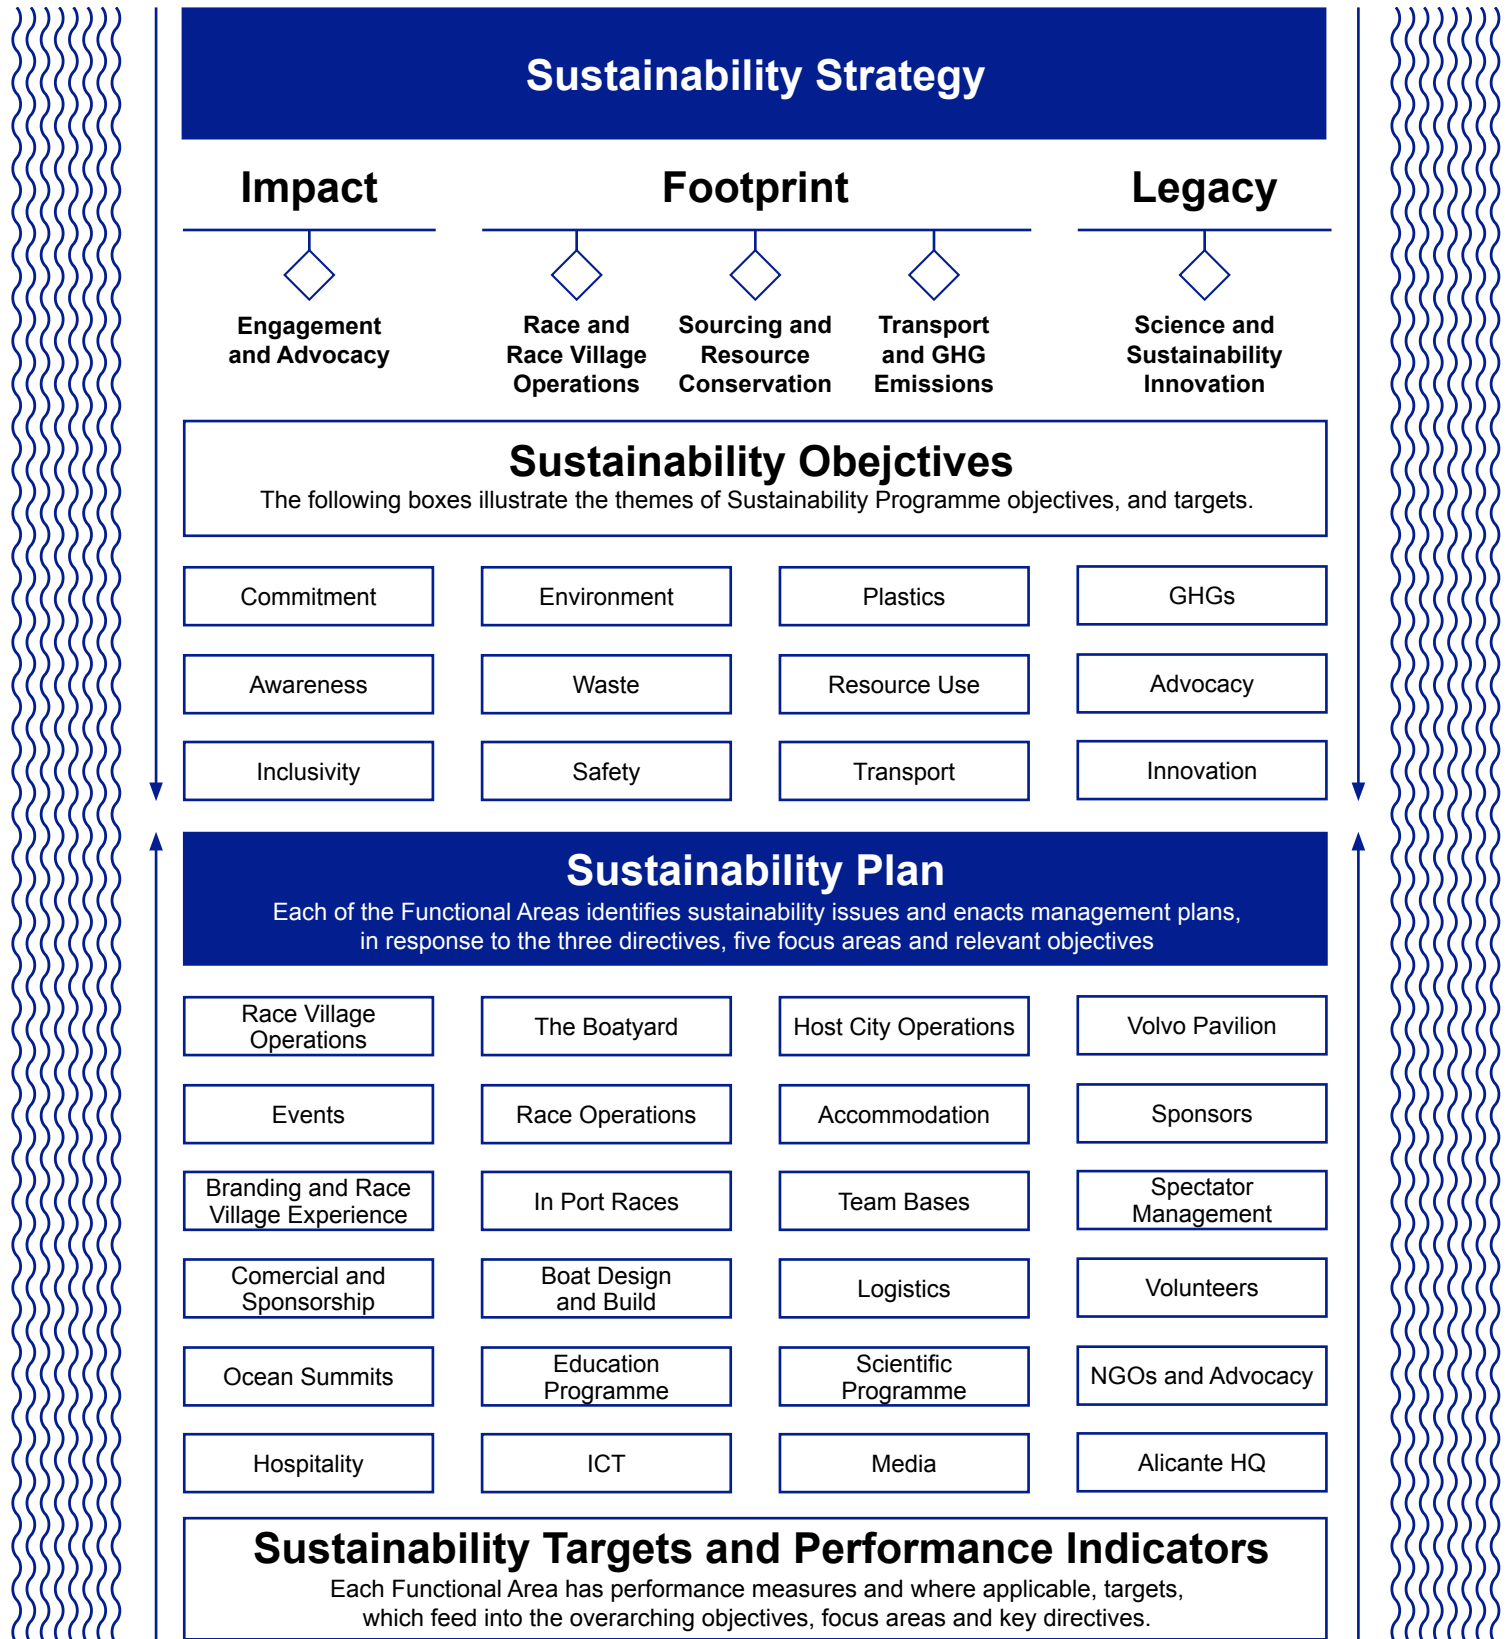 Sustainability Strategy
Impact
Footprint
Legacy
Engagement
and Advocacy
Race and
Race Village
Operations
Sourcing and
Resource
Conservation
Transport
and GHG
Emissions
Science and
Sustainability
Innovation
Sustainability Obejctives
The following boxes illustrate the themes of Sustainability Programme objectives, and targets.
Commitment
Environment
Plastics
GHGs
Awareness
Waste
Resource Use
Advocacy
Inclusivity
Safety
Transport
Innovation
Sustainability Plan
Each of the Functional Areas identifies sustainability issues and enacts management plans,
in response to the three directives, five focus areas and relevant objectives
Race Village
Operations
The Boatyard
Host City Operations
Volvo Pavilion
Events
Race Operations
Accommodation
Sponsors
Branding and Race
Village Experience
In Port Races
Team Bases
Spectator
Management
Comercial and
Sponsorship
Boat Design
and Build
Logistics
Volunteers
Ocean Summits
Education
Programme
Scientific
Programme
NGOs and Advocacy
Hospitality
ICT
Media
Alicante HQ
Sustainability Targets and Performance Indicators
Each Functional Area has performance measures and where applicable, targets,
which feed into the overarching objectives, focus areas and key directives.